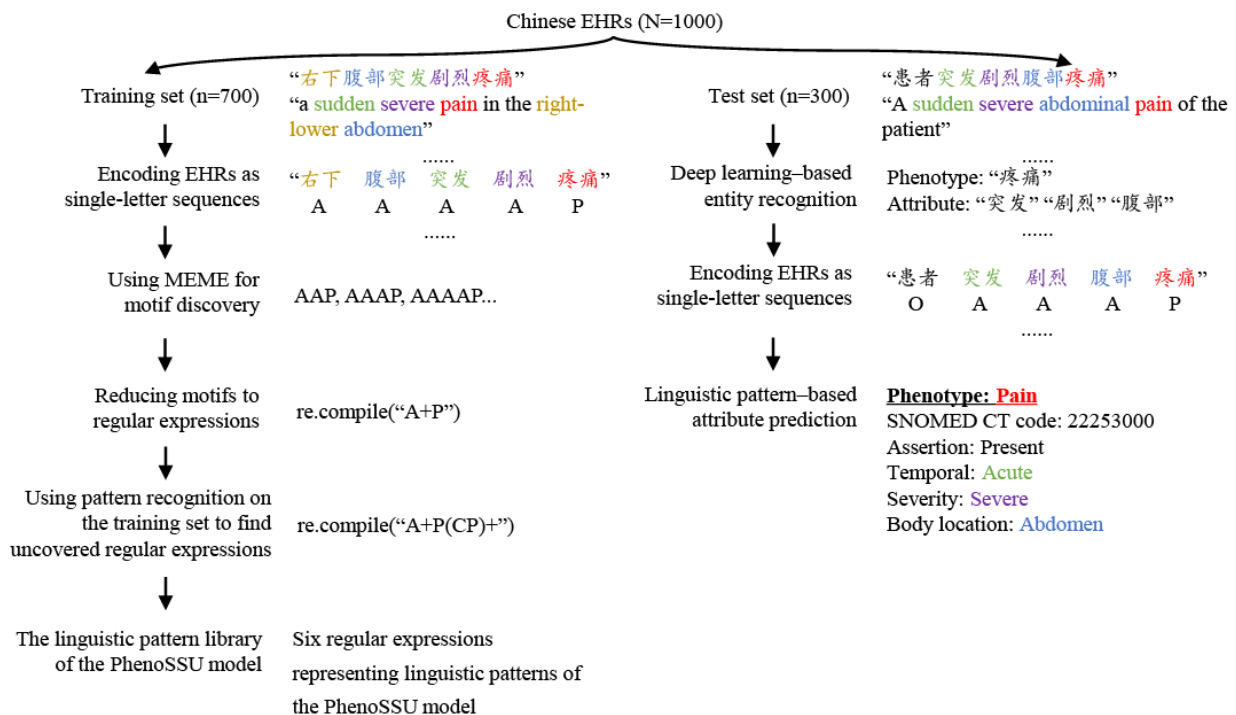 Chinese EHRs (N=1000)
Training set (n=700)
“右下腹部突发剧烈疼痛”
“a sudden severe pain in the right-
lower abdomen”
......
Encoding EHRs as
single-letter sequences
“右下 腹部 突发 剧烈 疼痛”
A A A A P
......
Using MEME for
motif discovery
AAP, AAAP, AAAAP...
Reducing motifs to
regular expressions
re.compile(“A+P”)
Using pattern recognition on
the training set to find
uncovered regular expressions
re.compile(“A+P(CP)+”)
The linguistic pattern library
of the PhenoSSU model
Six regular expressions
representing linguistic patterns of
the PhenoSSU model
Test set (n=300)
“患者突发剧烈腹部疼痛”
“A sudden severe abdominal pain of the
patient”
......
Deep learning–based
entity recognition
Phenotype: “疼痛”
Attribute: “突发” “剧烈” “腹部”
......
Encoding EHRs as
single-letter sequences
“患者 突发 剧烈 腹部 疼痛”
O A A A P
......
Linguistic pattern–based
attribute prediction
Phenotype: Pain
SNOMED CT code: 22253000
Assertion: Present
Temporal: Acute
Severity: Severe
Body location: Abdomen